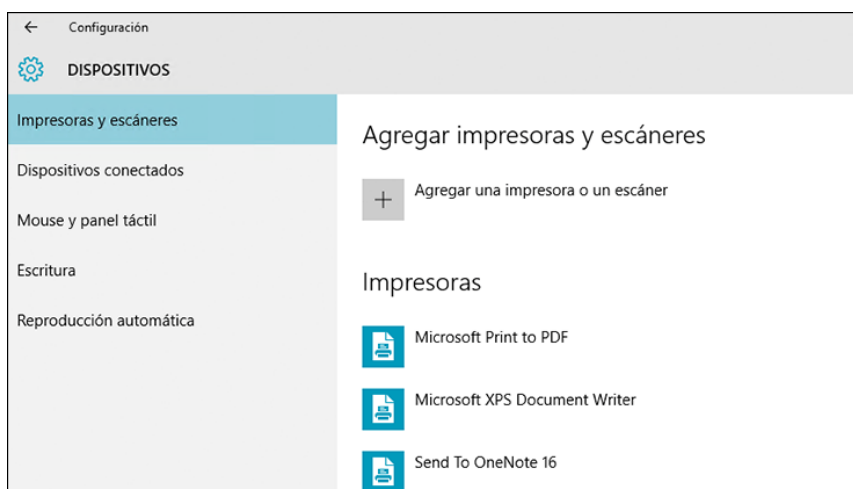 Configuración
DISPOSITIVOS
Impresoras y escáneres
Dispositivos conectados
Mouse y panel táctil
Escritura
Reproducción automática
Agregar impresoras y escáneres
Agregar una impresora o un escáner
Impresoras
Microsoft Print to PDF
Microsoft XPS Document Writer
Send To OneNote 16